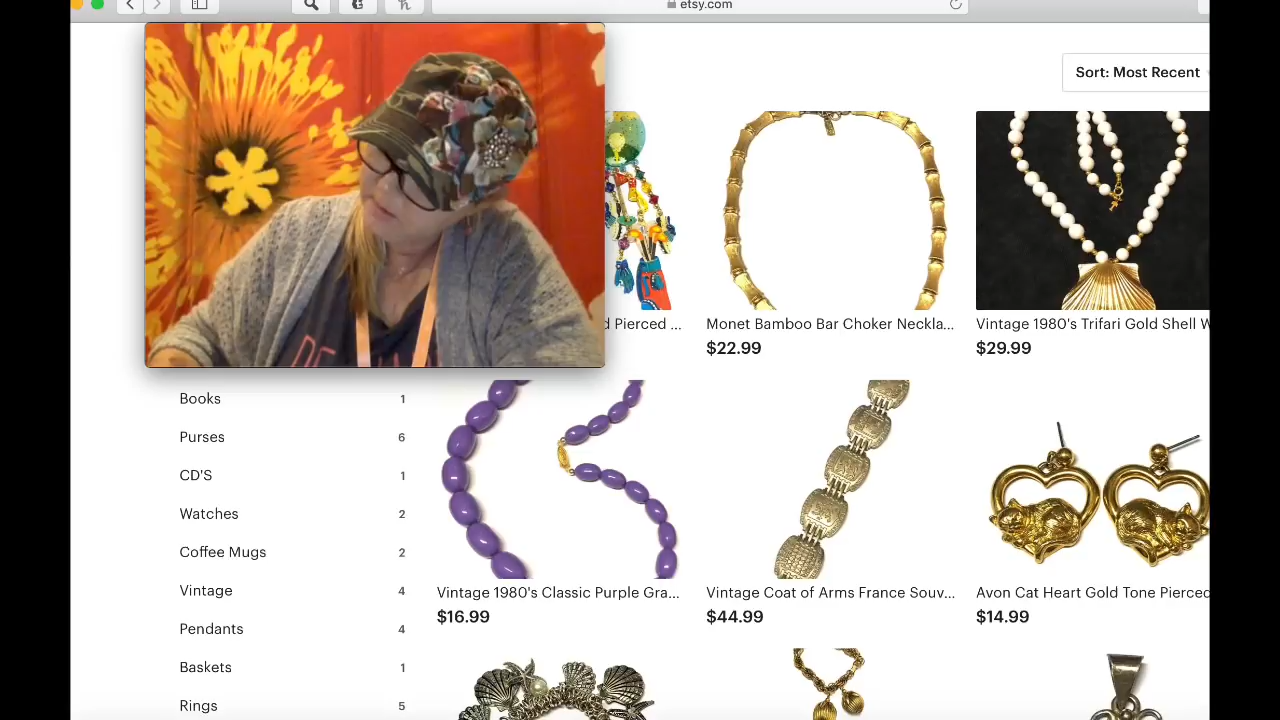 etsy.com
Sort: Most Recent
d Pierced ...
Monet Bamboo Bar Choker Neckla...
$22.99
Vintage 1980's Trifari Gold Shell W
$29.99
Books 1
Purses 6
CD'S 1
Watches 2
Coffee Mugs 2
Vintage 4
Pendants 4
Baskets 1
Rings 5
Vintage 1980's Classic Purple Gra...
$16.99
Vintage Coat of Arms France Souv...
$44.99
Avon Cat Heart Gold Tone Pierced
$14.99